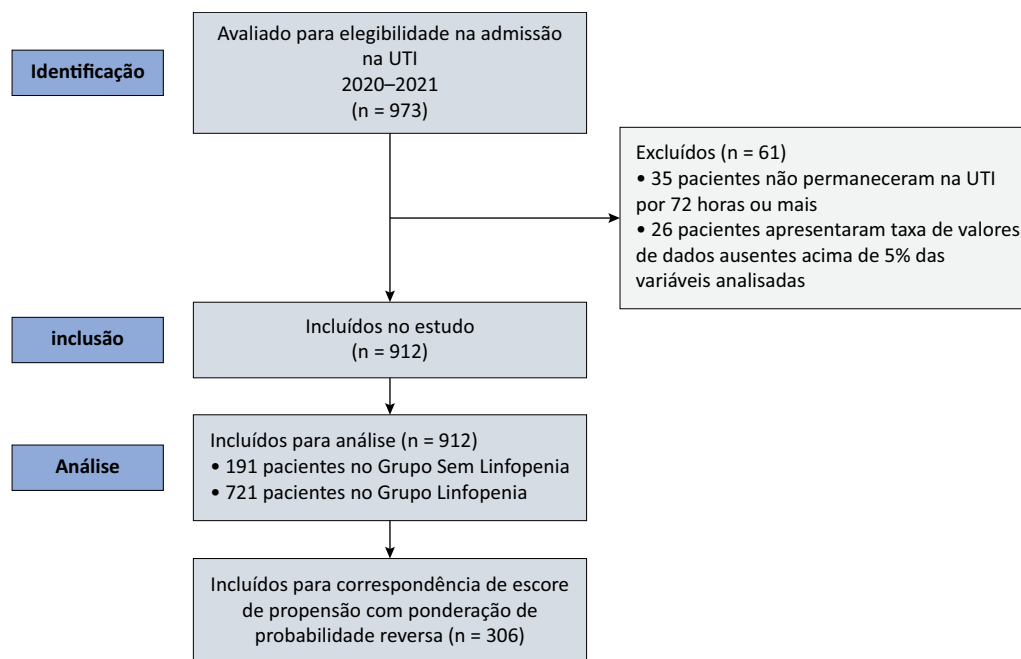 Identificação
Avaliado para elegibilidade na admissão
na UTI
2020–2021
(n = 973)
Excluídos (n = 61)
• 35 pacientes não permaneceram na UTI
por 72 horas ou mais
• 26 pacientes apresentaram taxa de valores
de dados ausentes acima de 5% das
variáveis analisadas
inclusão
Incluídos no estudo
(n = 912)
Análise
Incluídos para análise (n = 912)
• 191 pacientes no Grupo Sem Linfopenia
• 721 pacientes no Grupo Linfopenia
Incluídos para correspondência de escore
de propensão com ponderação de
probabilidade reversa (n = 306)